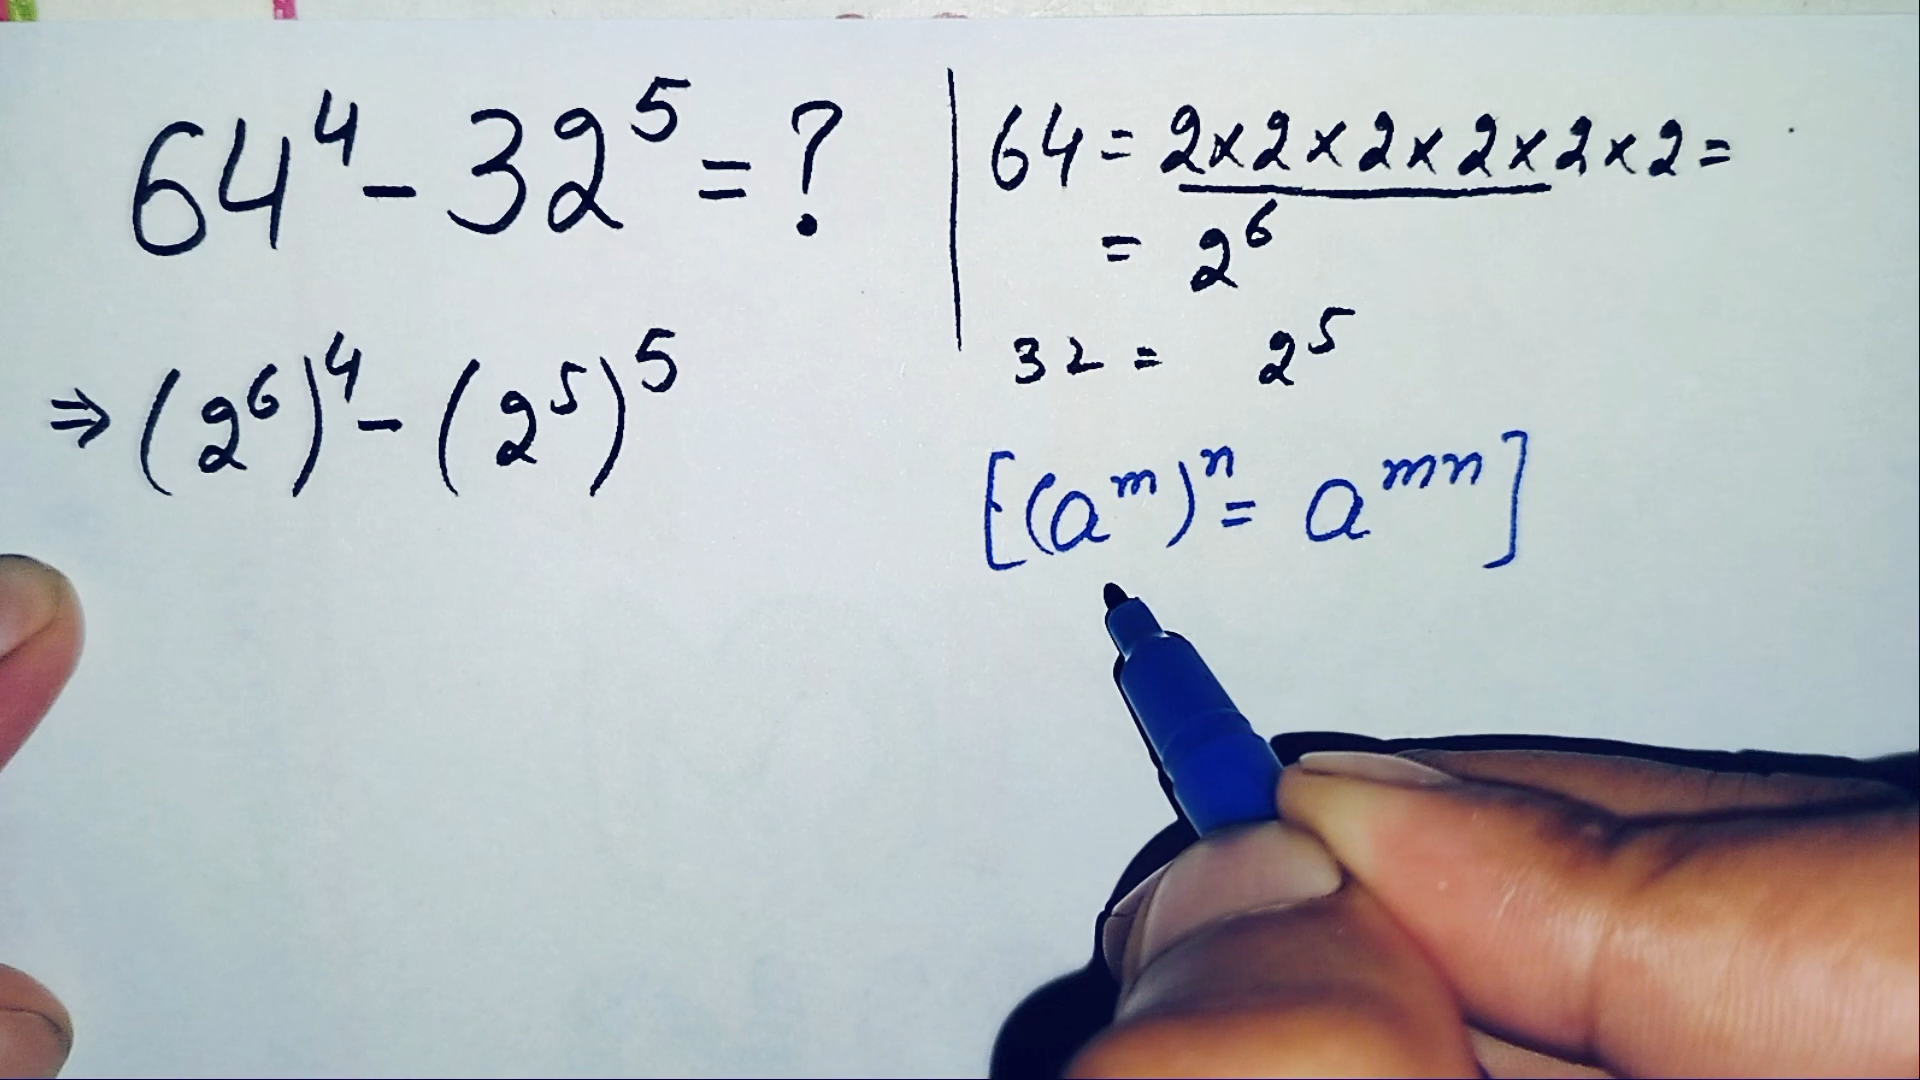 64⁴ - 32⁵ = ?
⇒ (2⁶)⁴ - (2⁵)⁵
64 = 2×2×2×2×2×2 =
= 2⁶
32 = 2⁵
[(aᵐ)ⁿ = aᵐⁿ]